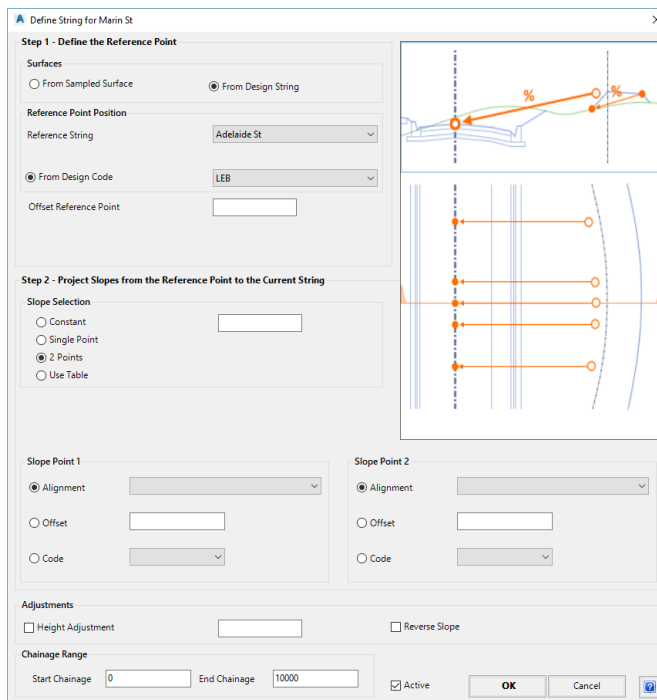 Define String for Marin St
Step 1 - Define the Reference Point
Surfaces
From Sampled Surface
From Design String
Reference Point Position
Reference String
Adelaide St
From Design Code
LEB
Offset Reference Point
%
%
Step 2 - Project Slopes from the Reference Point to the Current String
Slope Selection
Constant
Single Point
2 Points
Use Table
Slope Point 1
Alignment
Offset
Code
Slope Point 2
Alignment
Offset
Code
Adjustments
Height Adjustment
Reverse Slope
Chainage Range
Start Chainage
0
End Chainage
10000
Active
OK
Cancel